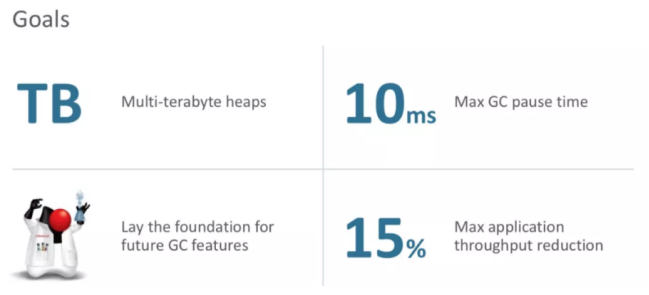 Goals
TB
Multi-terabyte heaps
10ms
Max GC pause time
Lay the foundation for
future GC features
15%
Max application
throughput reduction